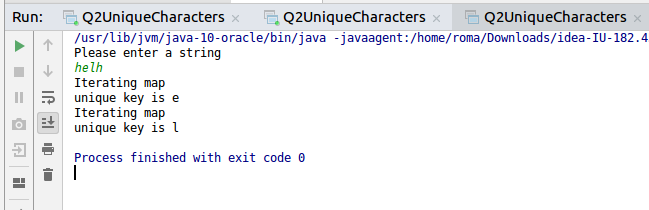 Run: Q2UniqueCharacters × Q2UniqueCharacters × Q2UniqueCharacters ×
/usr/lib/jvm/java-10-oracle/bin/java -javaagent:/home/roma/Downloads/idea-IU-182.4
Please enter a string
helh
Iterating map
unique key is e
Iterating map
unique key is l
Process finished with exit code 0